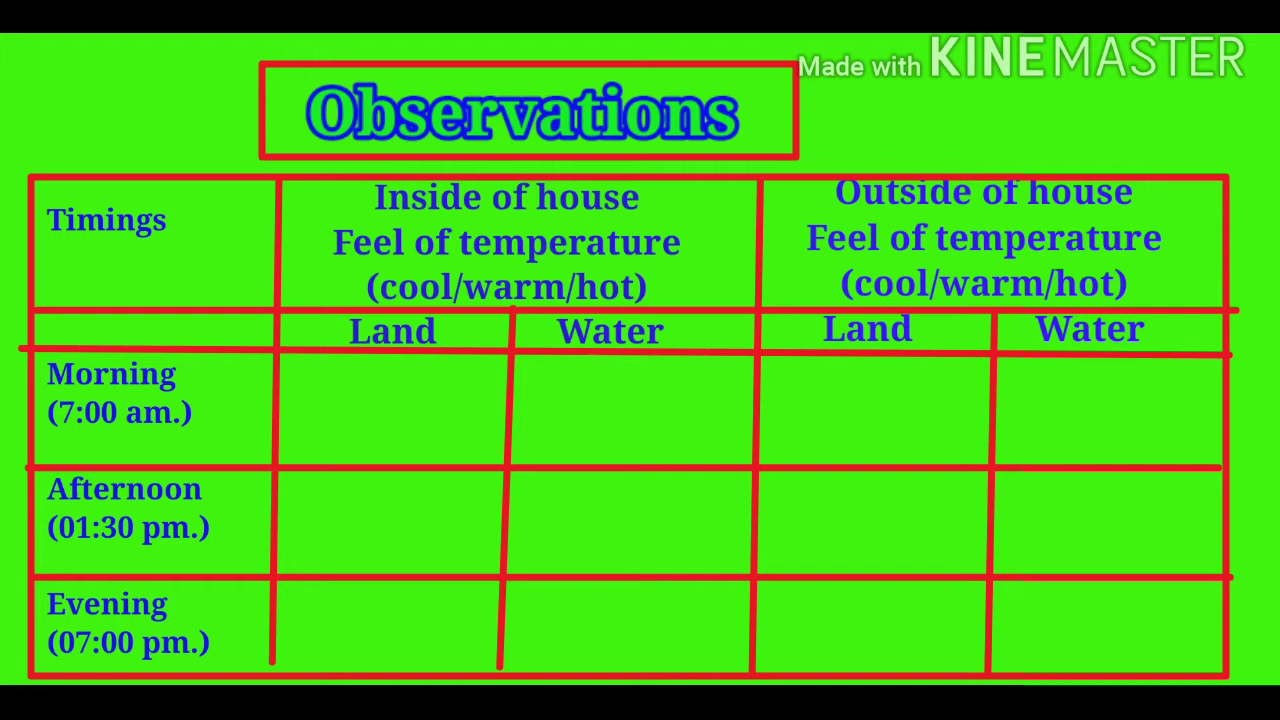 Made with KINEMASTER
Observations
Timings
Inside of house
Feel of temperature
(cool/warm/hot)
Outside of house
Feel of temperature
(cool/warm/hot)
Land
Water
Land
Water
Morning
(7:00 am.)
Afternoon
(01:30 pm.)
Evening
(07:00 pm.)